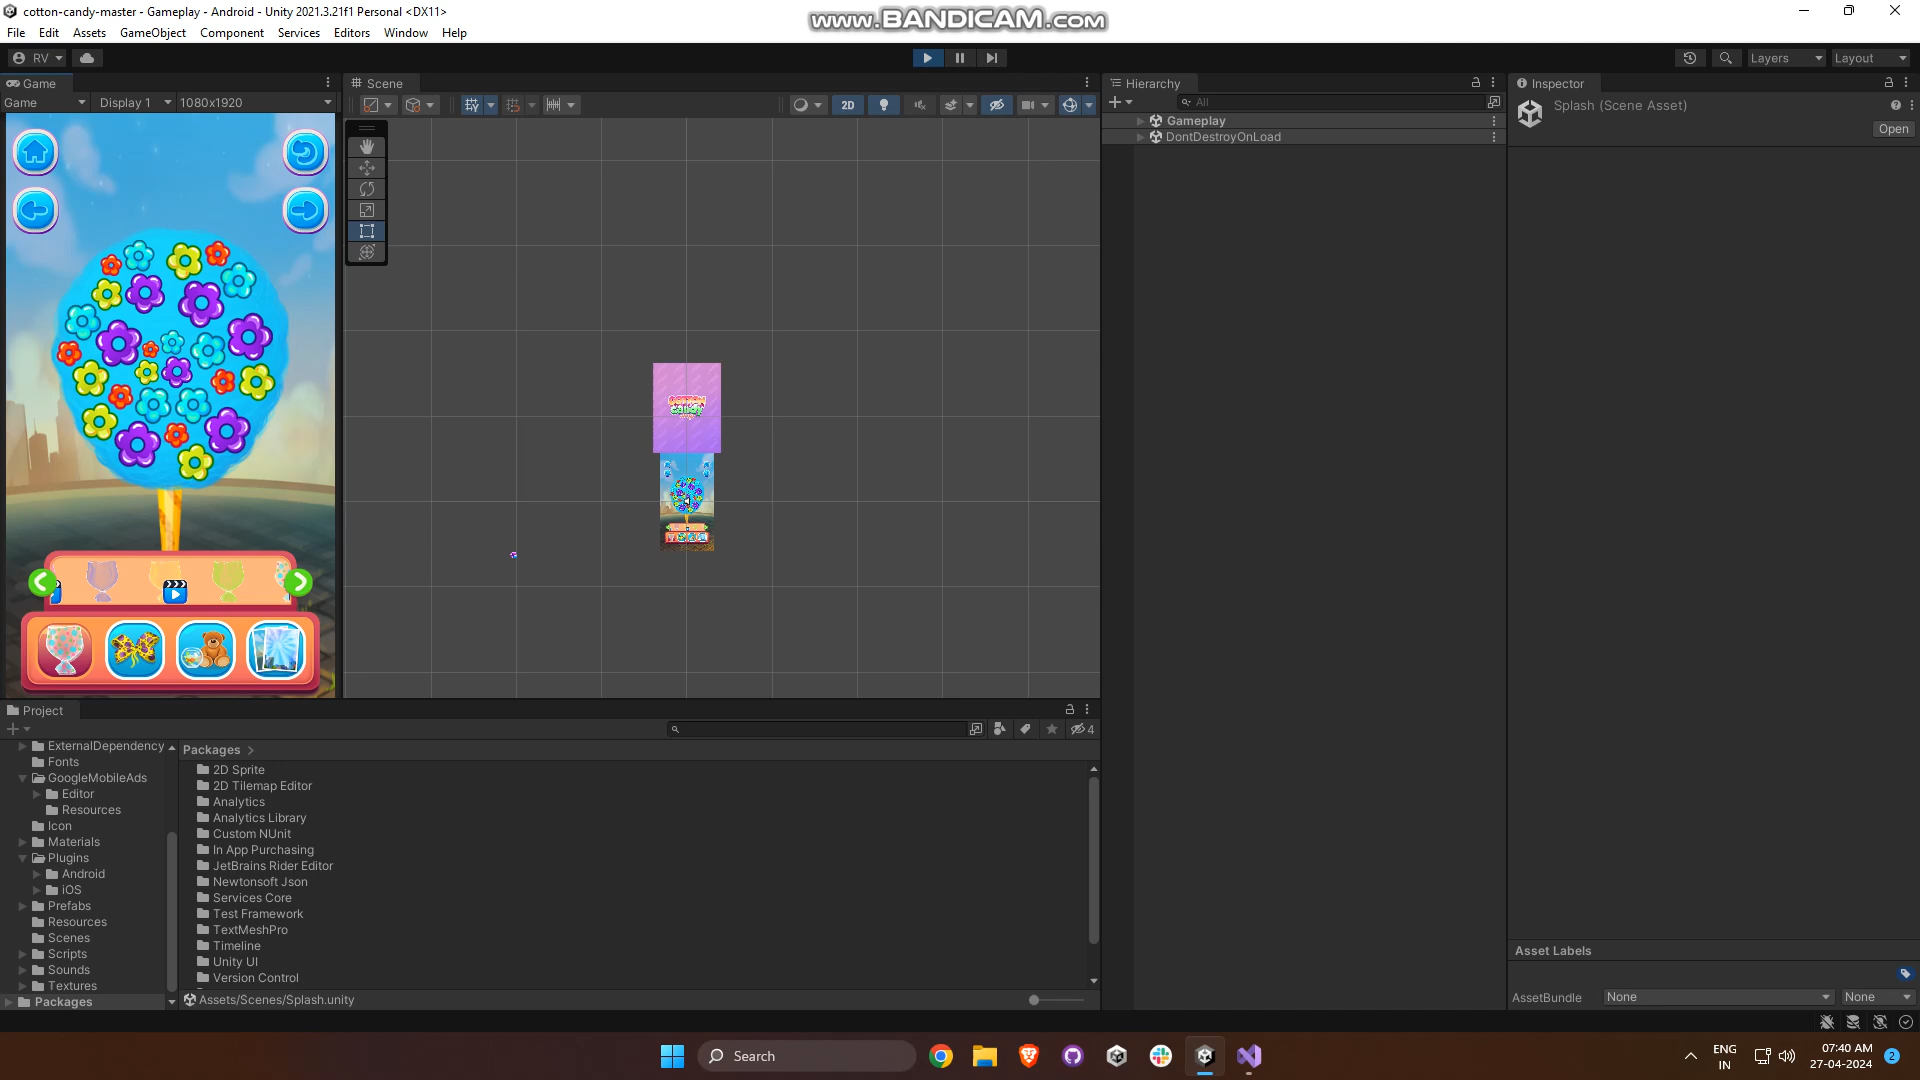 cotton-candy-master - Gameplay - Android - Unity 2021.3.21f1 Personal <DX11>
www.BANDICAM.com
File Edit Assets GameObject Component Services Editors Window Help
RV
Layers
Layout
Game
Scene
Hierarchy
Inspector
Game
Display 1
1080x1920
2D
All
Splash (Scene Asset)
Open
Gameplay
DontDestroyOnLoad
COTTON
CANDY
Project
4
ExternalDependency
Fonts
GoogleMobileAds
Editor
Resources
Icon
Materials
Plugins
Android
iOS
Prefabs
Resources
Scenes
Scripts
Sounds
Textures
Packages
Packages
2D Sprite
2D Tilemap Editor
Analytics
Analytics Library
Custom NUnit
In App Purchasing
JetBrains Rider Editor
Newtonsoft Json
Services Core
Test Framework
TextMeshPro
Timeline
Unity UI
Version Control
Assets/Scenes/Splash.unity
Asset Labels
AssetBundle
None
None
Search
ENG
IN
07:40 AM
27-04-2024
2